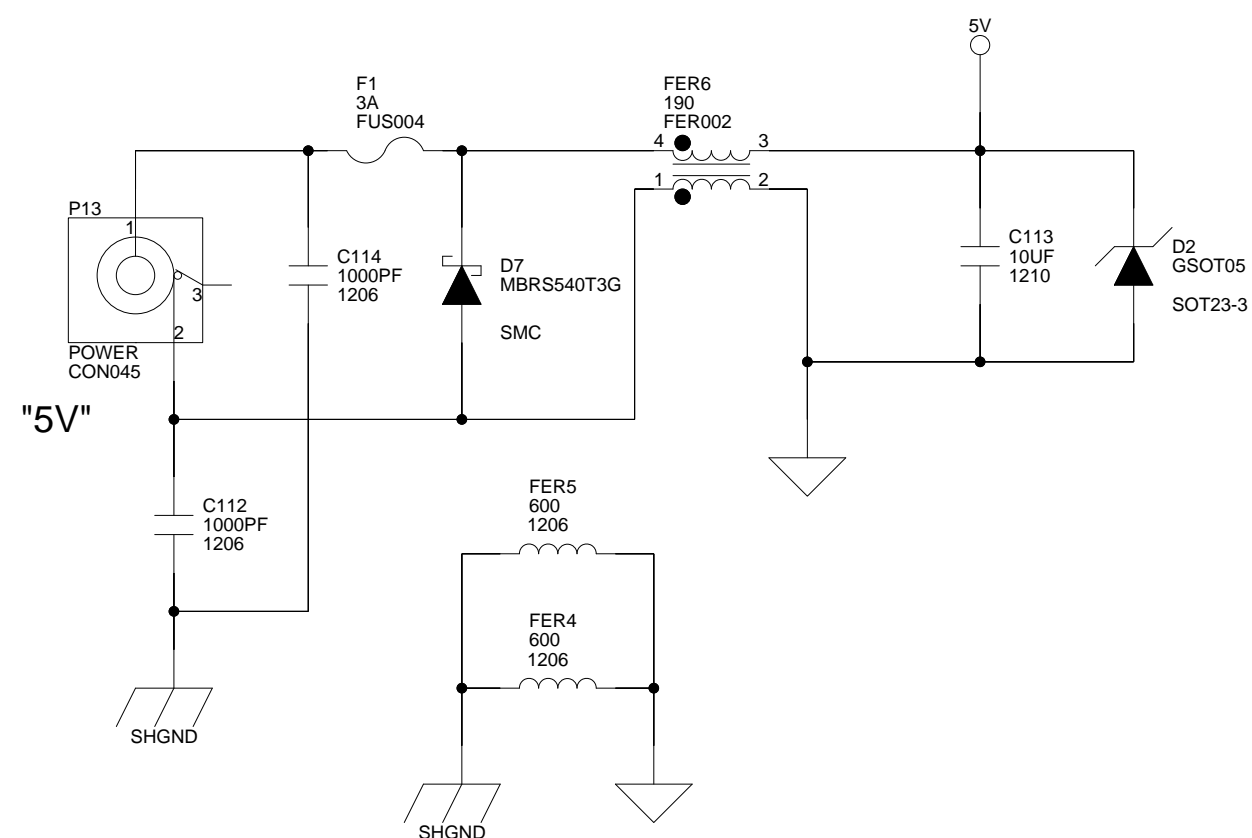 5V
F1
3A
FUS004
FER6
190
FER002
4
3
1
2
P13
1
3
2
POWER
CON045
"5V"
C114
1000PF
1206
D7
MBRS540T3G
SMC
C113
10UF
1210
D2
GSOT05
SOT23-3
C112
1000PF
1206
SHGND
FER5
600
1206
FER4
600
1206
SHGND